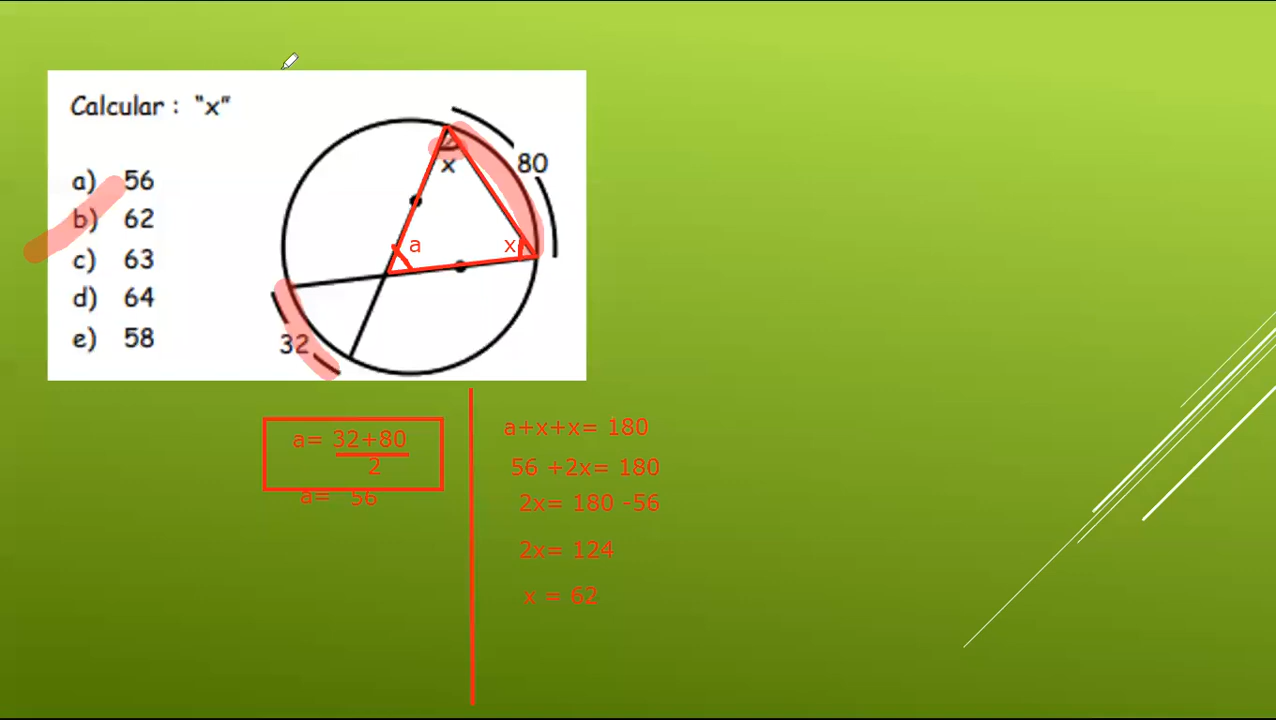 Calcular : "x"
a) 56
b) 62
c) 63
d) 64
e) 58
80
x
a
x
32
a= 32+80
2
a= 56
a+x+x= 180
56 +2x= 180
2x= 180 -56
2x= 124
x = 62